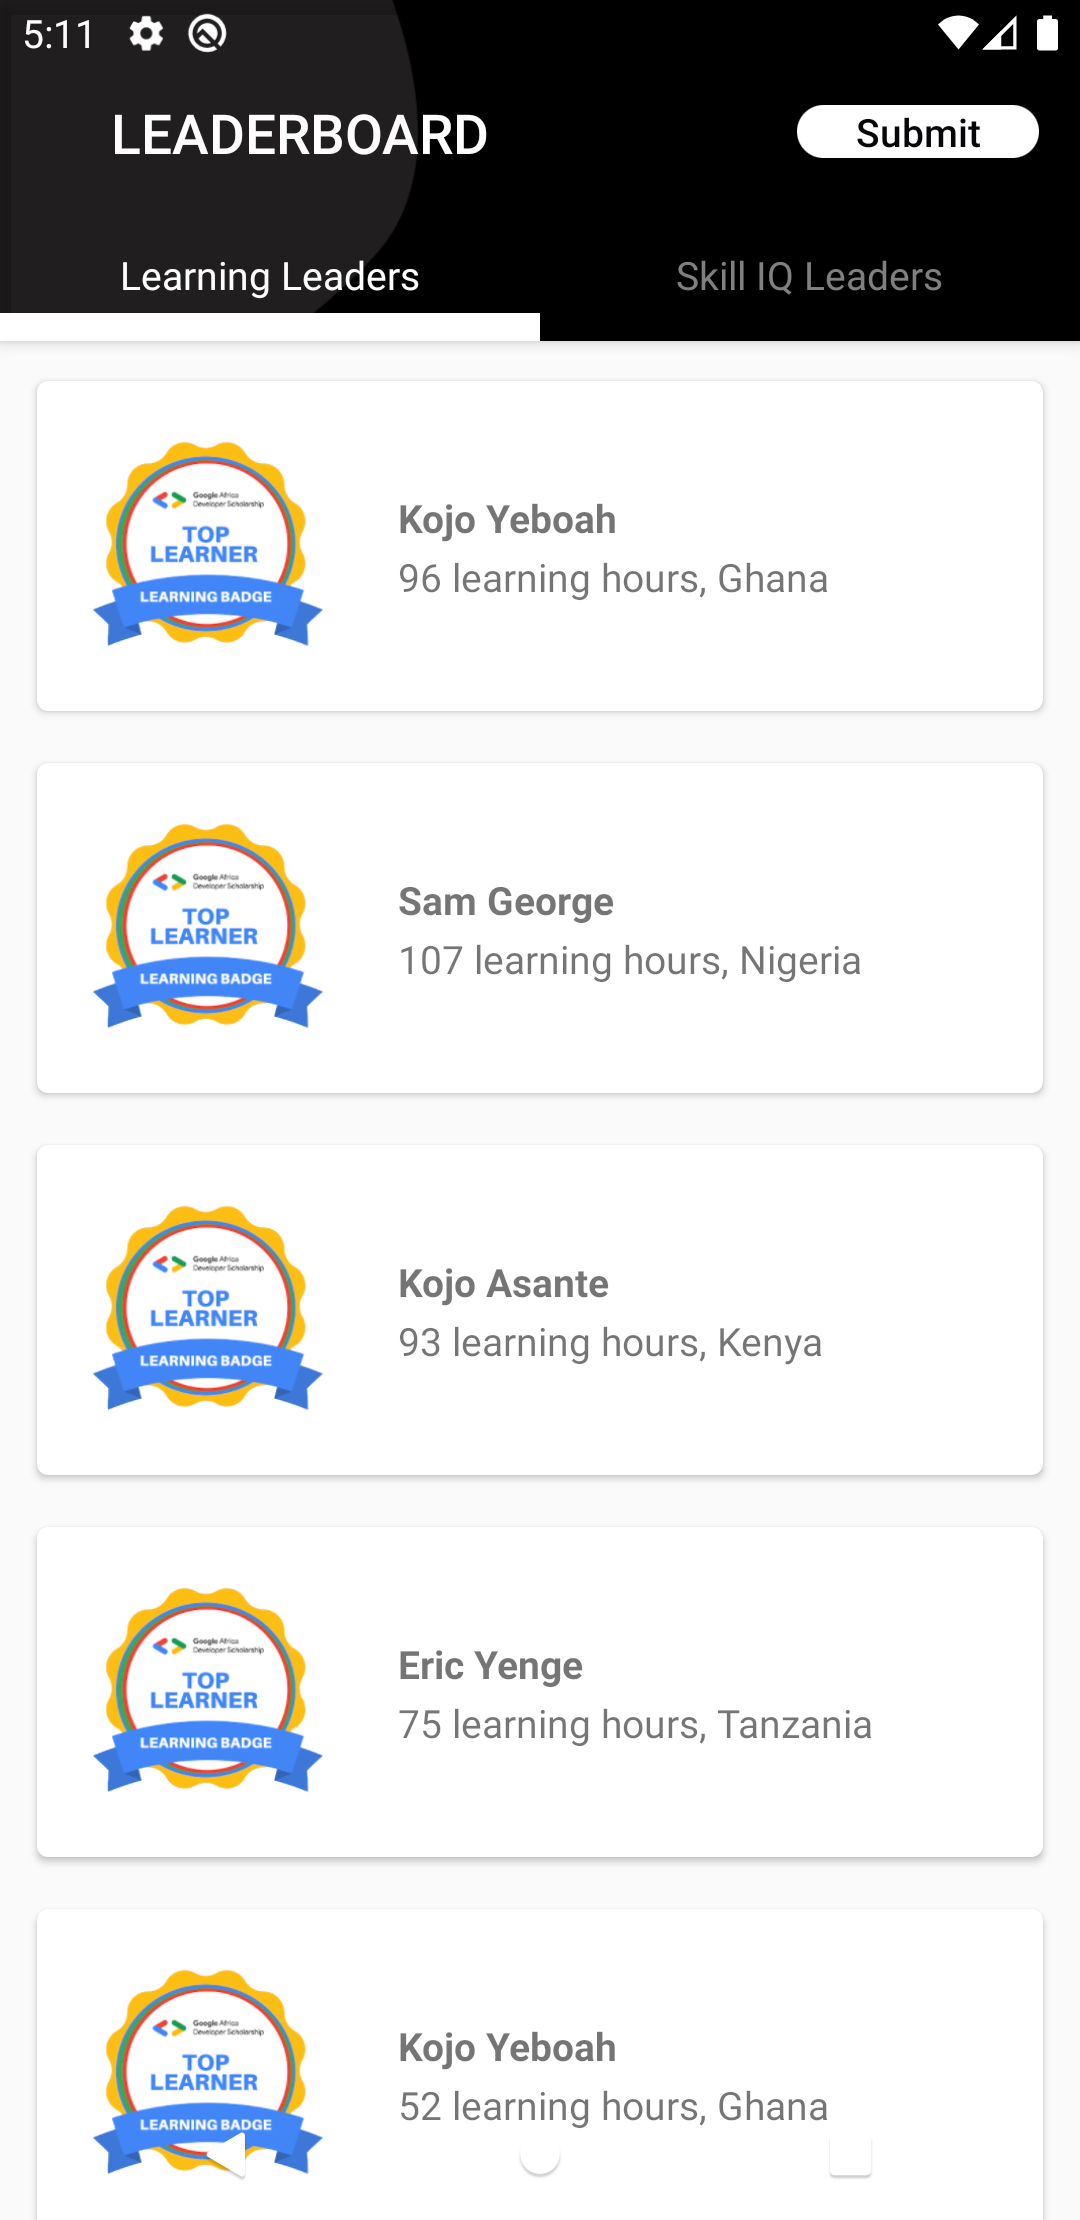 5:11
LEADERBOARD
Submit
Learning Leaders
Skill IQ Leaders
Google Africa
Developer Scholarship
TOP
LEARNER
LEARNING BADGE
Kojo Yeboah
96 learning hours, Ghana
Google Africa
Developer Scholarship
TOP
LEARNER
LEARNING BADGE
Sam George
107 learning hours, Nigeria
Google Africa
Developer Scholarship
TOP
LEARNER
LEARNING BADGE
Kojo Asante
93 learning hours, Kenya
Google Africa
Developer Scholarship
TOP
LEARNER
LEARNING BADGE
Eric Yenge
75 learning hours, Tanzania
Google Africa
Developer Scholarship
TOP
LEARNER
LEARNING BADGE
Kojo Yeboah
52 learning hours, Ghana